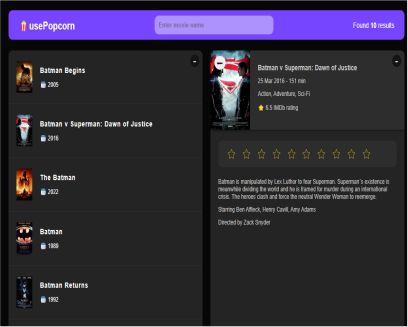 usePopcorn
Enter movie name
Found 10 results
Batman Begins
2005
Batman v Superman: Dawn of Justice
2016
The Batman
2022
Batman
1989
Batman Returns
1992
Batman v Superman: Dawn of Justice
25 Mar 2016 - 151 min
Action, Adventure, Sci-Fi
6.5 IMDb rating
Batman is manipulated by Lex Luthor to fear Superman. Superman´s existence is
meanwhile dividing the world and he is framed for murder during an international
crisis. The heroes clash and force the neutral Wonder Woman to reemerge.
Starring Ben Affleck, Henry Cavill, Amy Adams
Directed by Zack Snyder